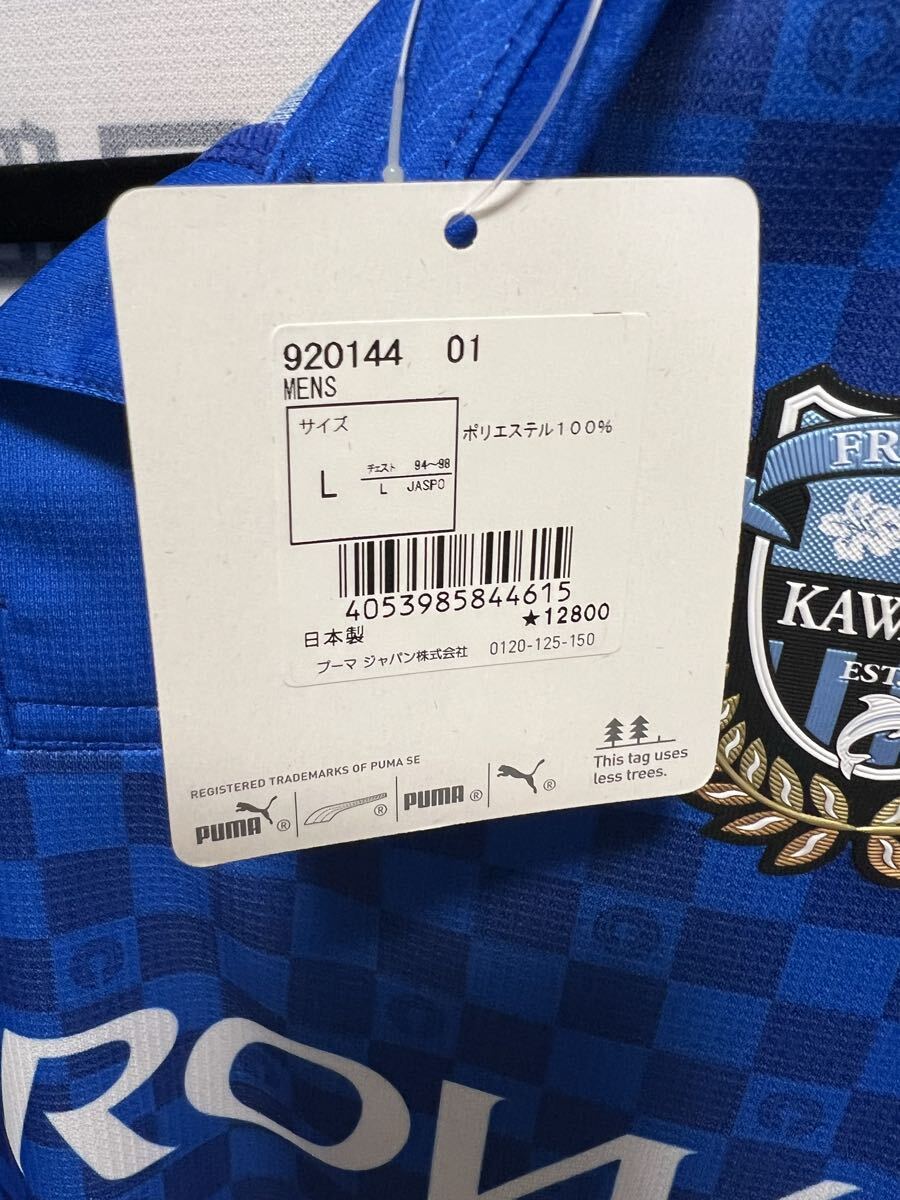 920144 01
MENS
サイズ
ポリエステル100%
L
チェスト 94~98
L JASPO
4053985844615
★12800
日本製
プーマ ジャパン株式会社 0120-125-150
This tag uses
less trees.
REGISTERED TRADEMARKS OF PUMA SE
PUMA ® ® PUMA ® ®
FR
KAW
EST.